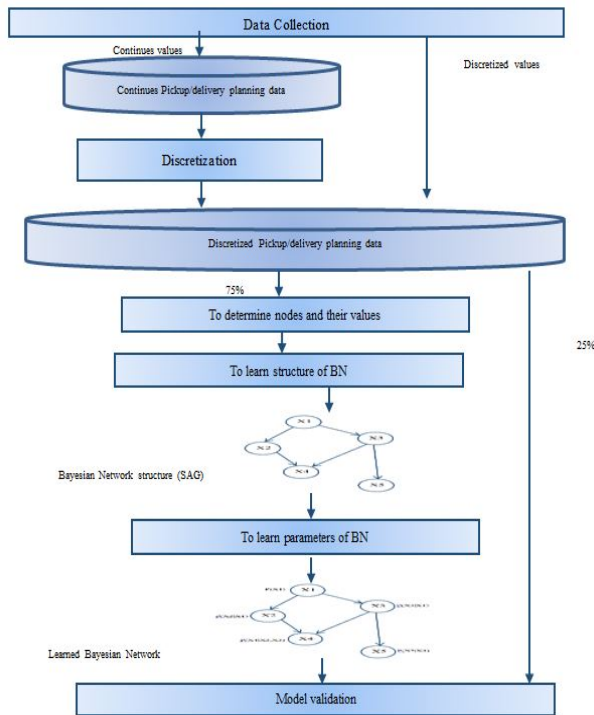 Data Collection
Continues values
Discretized values
Continues Pickup/delivery planning data
Discretization
Discretized Pickup/delivery planning data
75%
To determine nodes and their values
25%
To learn structure of BN
X1
X2
X3
X4
X5
Bayesian Network structure (SAG)
To learn parameters of BN
X1
X2
X3
X4
X5
Learned Bayesian Network
Model validation